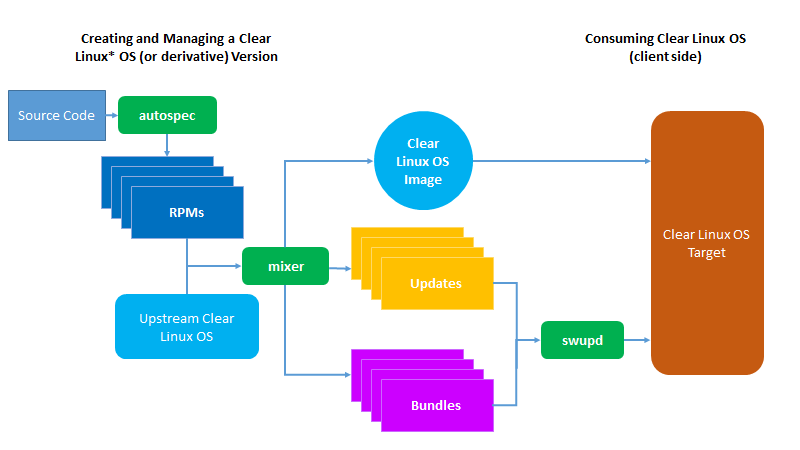 Creating and Managing a Clear
Linux* OS (or derivative) Version
Consuming Clear Linux OS
(client side)
Source Code
autospec
RPMs
Upstream Clear
Linux OS
mixer
Clear
Linux OS
Image
Updates
Bundles
swupd
Clear Linux OS
Target